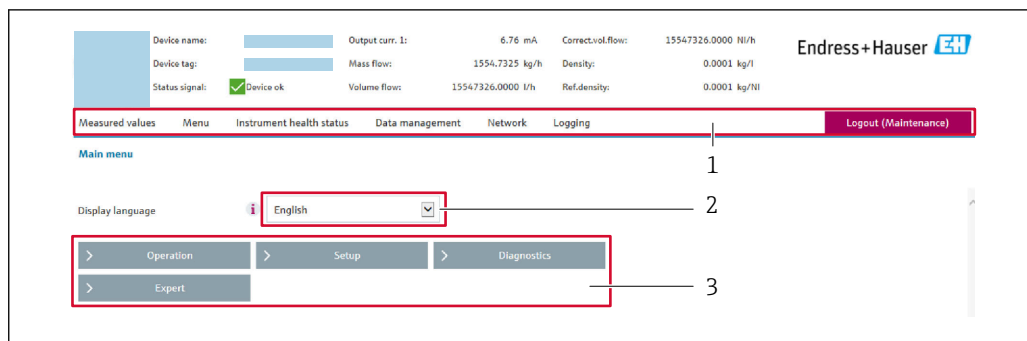 Device name: Output curr. 1: 6.76 mA Correct.vol.flow: 15547326.0000 Nl/h
Endress+Hauser EH
Device tag: Mass flow: 1554.7325 kg/h Density: 0.0001 kg/l
Status signal: Device ok Volume flow: 15547326.0000 l/h Ref.density: 0.0001 kg/Nl
Measured values Menu Instrument health status Data management Network Logging Logout (Maintenance)
1
Main menu
Display language i English 2
> Operation > Setup > Diagnostics
> Expert 3